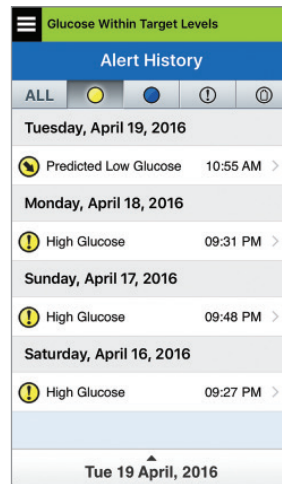 Glucose Within Target Levels
Alert History
ALL
Tuesday, April 19, 2016
Predicted Low Glucose 10:55 AM
Monday, April 18, 2016
High Glucose 09:31 PM
Sunday, April 17, 2016
High Glucose 09:48 PM
Saturday, April 16, 2016
High Glucose 09:27 PM
Tue 19 April, 2016